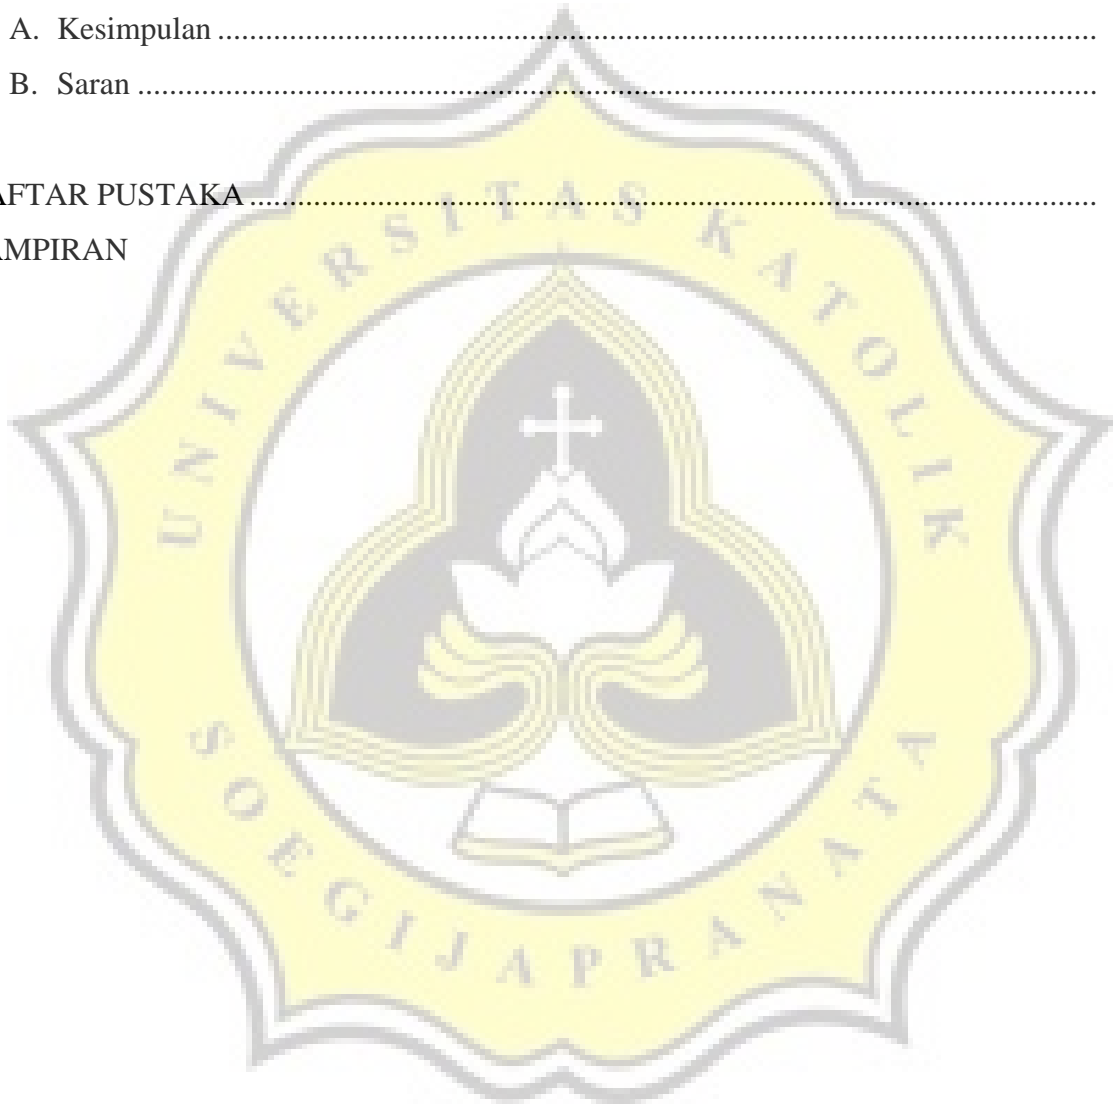 A. Kesimpulan ........................................................................................................
B. Saran ........................................................................................................
AFTAR PUSTAKA ........................................................................................................
AMPIRAN
UNIVERSITAS KATOLIK
SOEGIJAPRANATA